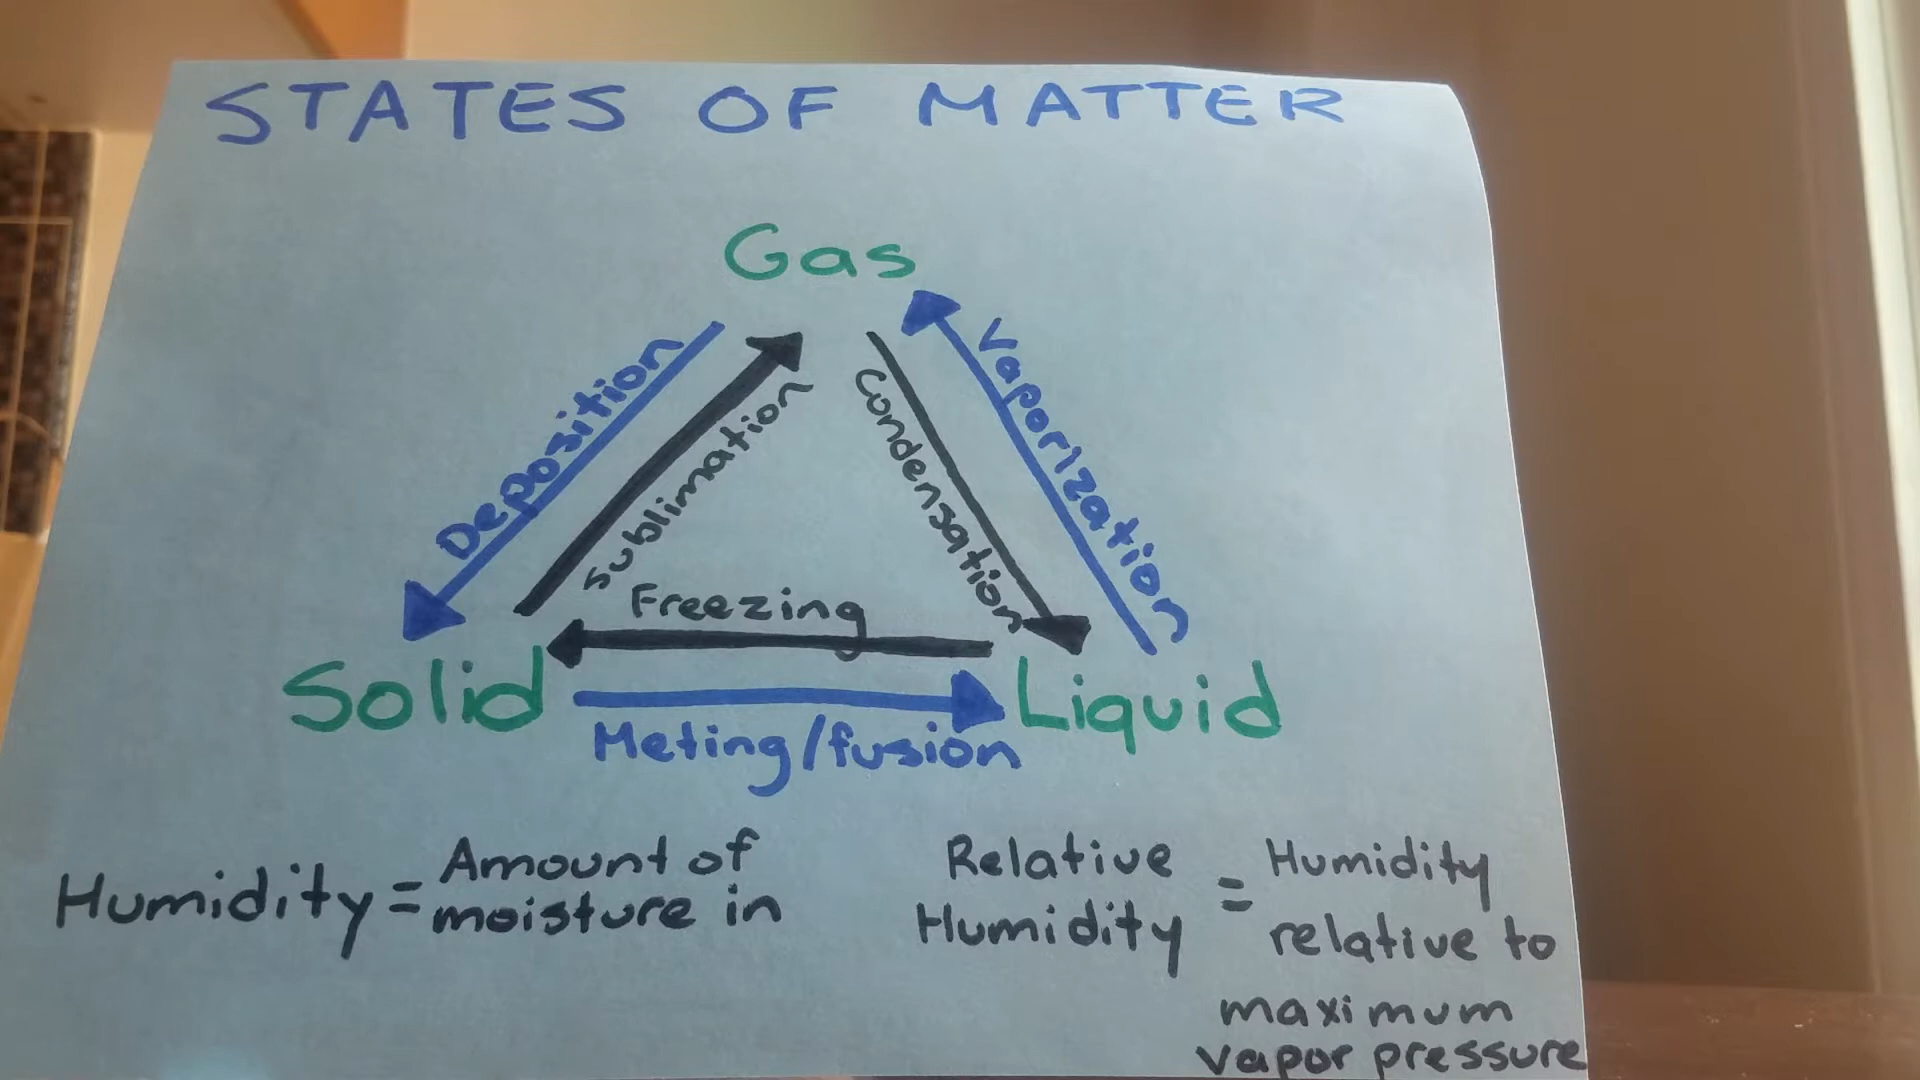 STATES OF MATTER
Gas
Deposition
Sublimation
Condensation
Vaporization
Freezing
Solid
Liquid
Meting/fusion
Humidity = Amount of
moisture in
Relative
Humidity
= Humidity
relative to
maximum
vapor pressure